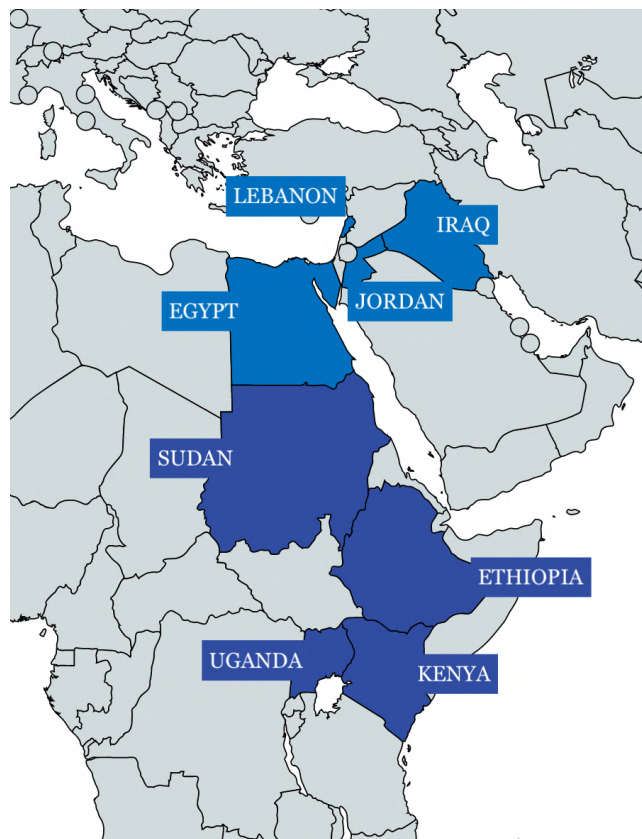 LEBANON
IRAQ
EGYPT
JORDAN
SUDAN
ETHIOPIA
UGANDA
KENYA